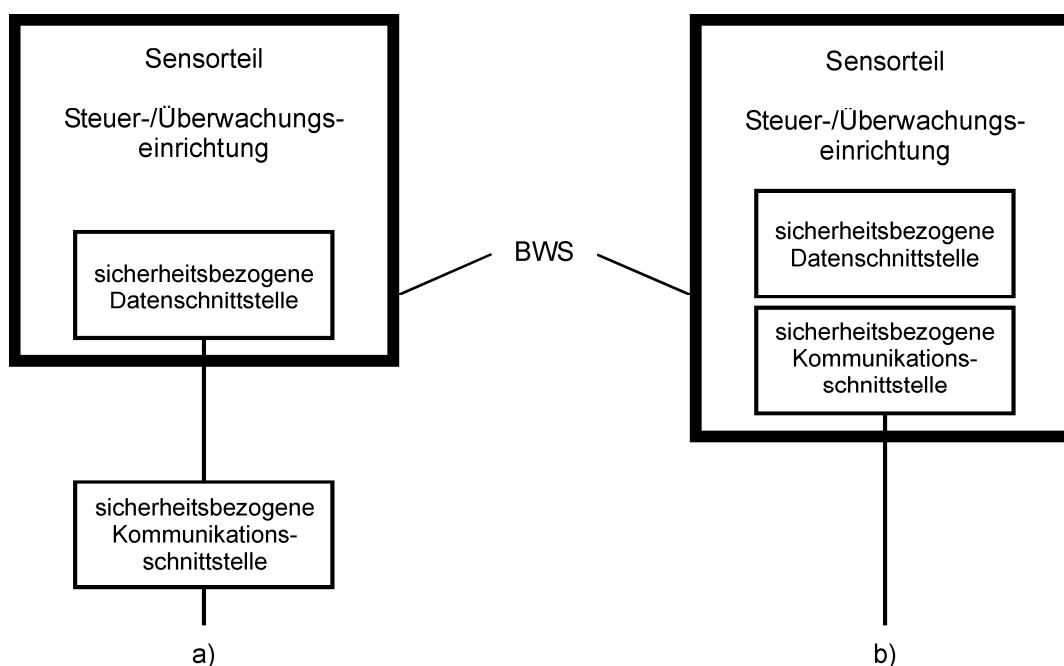 Sensorteil
Steuer-/Überwachungs-
einrichtung
sicherheitsbezogene
Datenschnittstelle
sicherheitsbezogene
Kommunikations-
schnittstelle
a)
BWS
Sensorteil
Steuer-/Überwachungs-
einrichtung
sicherheitsbezogene
Datenschnittstelle
sicherheitsbezogene
Kommunikations-
schnittstelle
b)